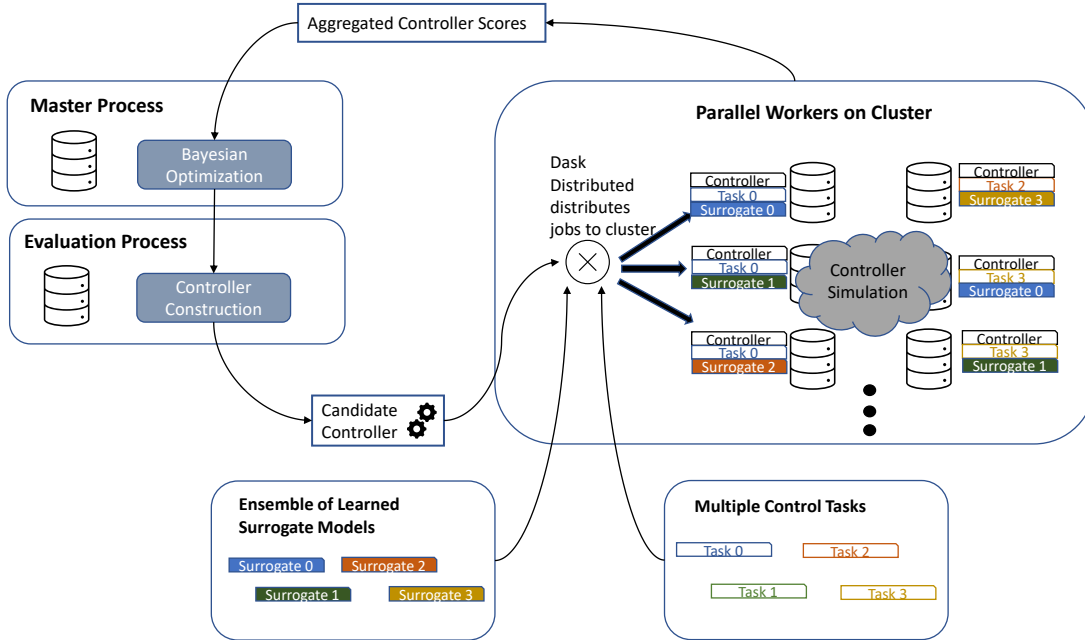 Aggregated Controller Scores
Master Process
Bayesian
Optimization
Evaluation Process
Controller
Construction
Candidate
Controller
Parallel Workers on Cluster
Dask
Distributed
distributes
jobs to cluster
Controller
Task 0
Surrogate 0
Controller
Task 0
Surrogate 1
Controller
Task 0
Surrogate 2
Controller
Simulation
Controller
Task 2
Surrogate 3
Controller
Task 3
Surrogate 0
Controller
Task 3
Surrogate 1
Ensemble of Learned
Surrogate Models
Surrogate 0
Surrogate 2
Surrogate 1
Surrogate 3
Multiple Control Tasks
Task 0
Task 2
Task 1
Task 3